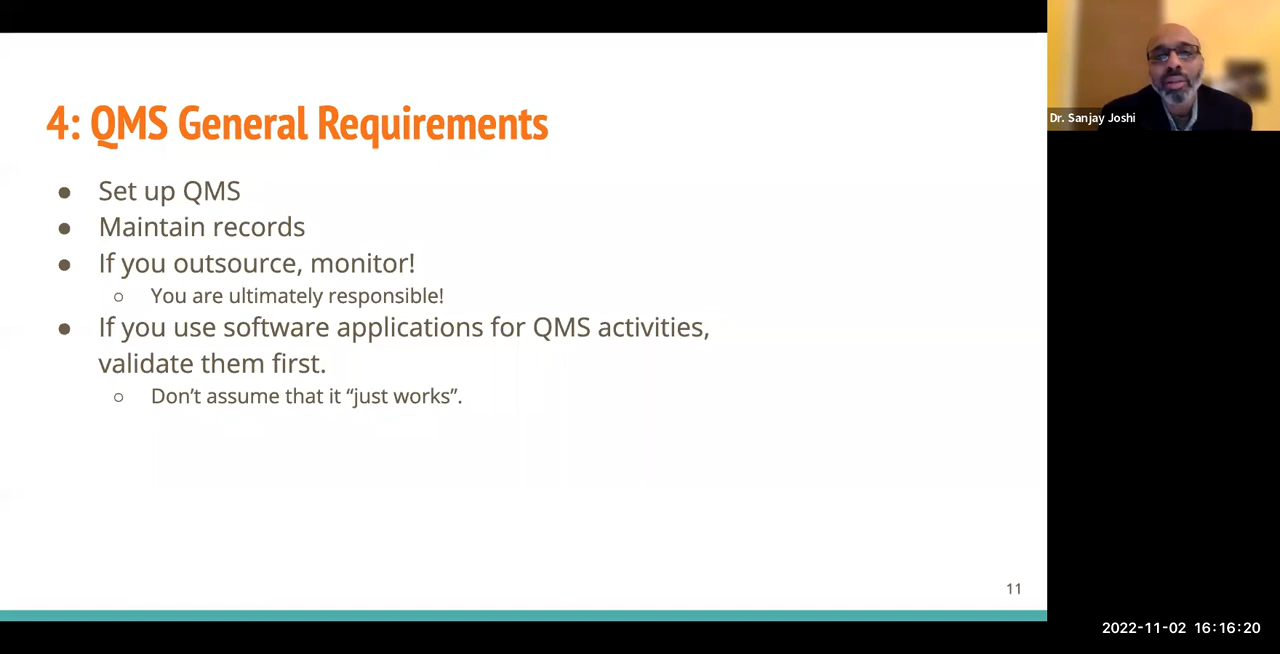 4: QMS General Requirements
● Set up QMS
● Maintain records
● If you outsource, monitor!
○ You are ultimately responsible!
● If you use software applications for QMS activities,
validate them first.
○ Don’t assume that it “just works”.
11
Dr. Sanjay Joshi
2022-11-02 16:16:20